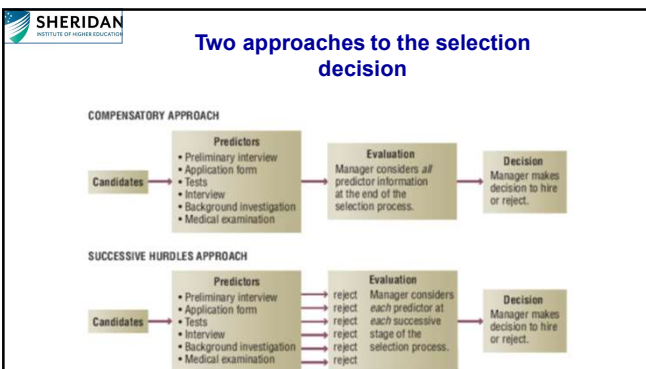 SHERIDAN
INSTITUTE OF HIGHER EDUCATION
Two approaches to the selection
decision
COMPENSATORY APPROACH
Candidates
Predictors
• Preliminary interview
• Application form
• Tests
• Interview
• Background investigation
• Medical examination
Evaluation
Manager considers all
predictor information
at the end of the
selection process.
Decision
Manager makes
decision to hire
or reject.
SUCCESSIVE HURDLES APPROACH
Candidates
Predictors
• Preliminary interview
• Application form
• Tests
• Interview
• Background investigation
• Medical examination
reject
reject
reject
reject
reject
reject
Evaluation
Manager considers
each predictor at
each successive
stage of the
selection process.
Decision
Manager makes
decision to hire
or reject.